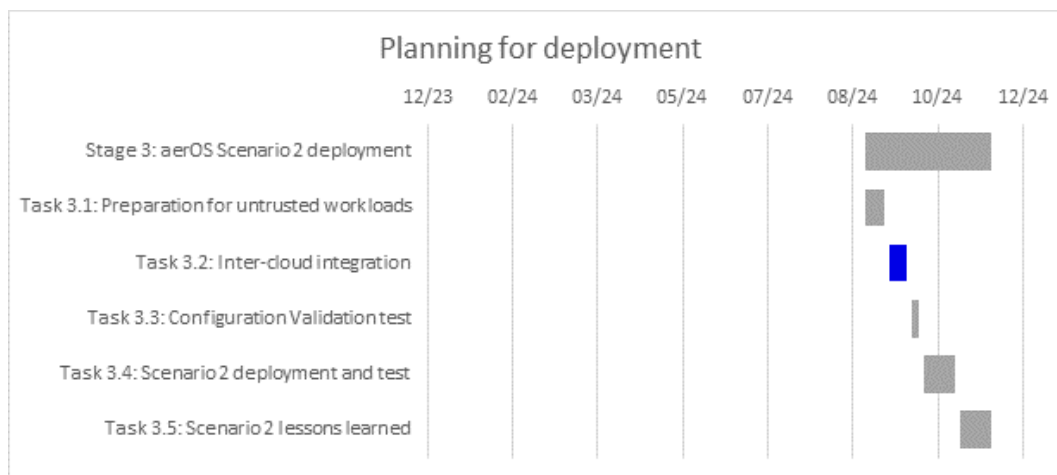 Planning for deployment
12/23 02/24 03/24 05/24 07/24 08/24 10/24 12/24
Stage 3: aerOS Scenario 2 deployment
Task 3.1: Preparation for untrusted workloads
Task 3.2: Inter-cloud integration
Task 3.3: Configuration Validation test
Task 3.4: Scenario 2 deployment and test
Task 3.5: Scenario 2 lessons learned